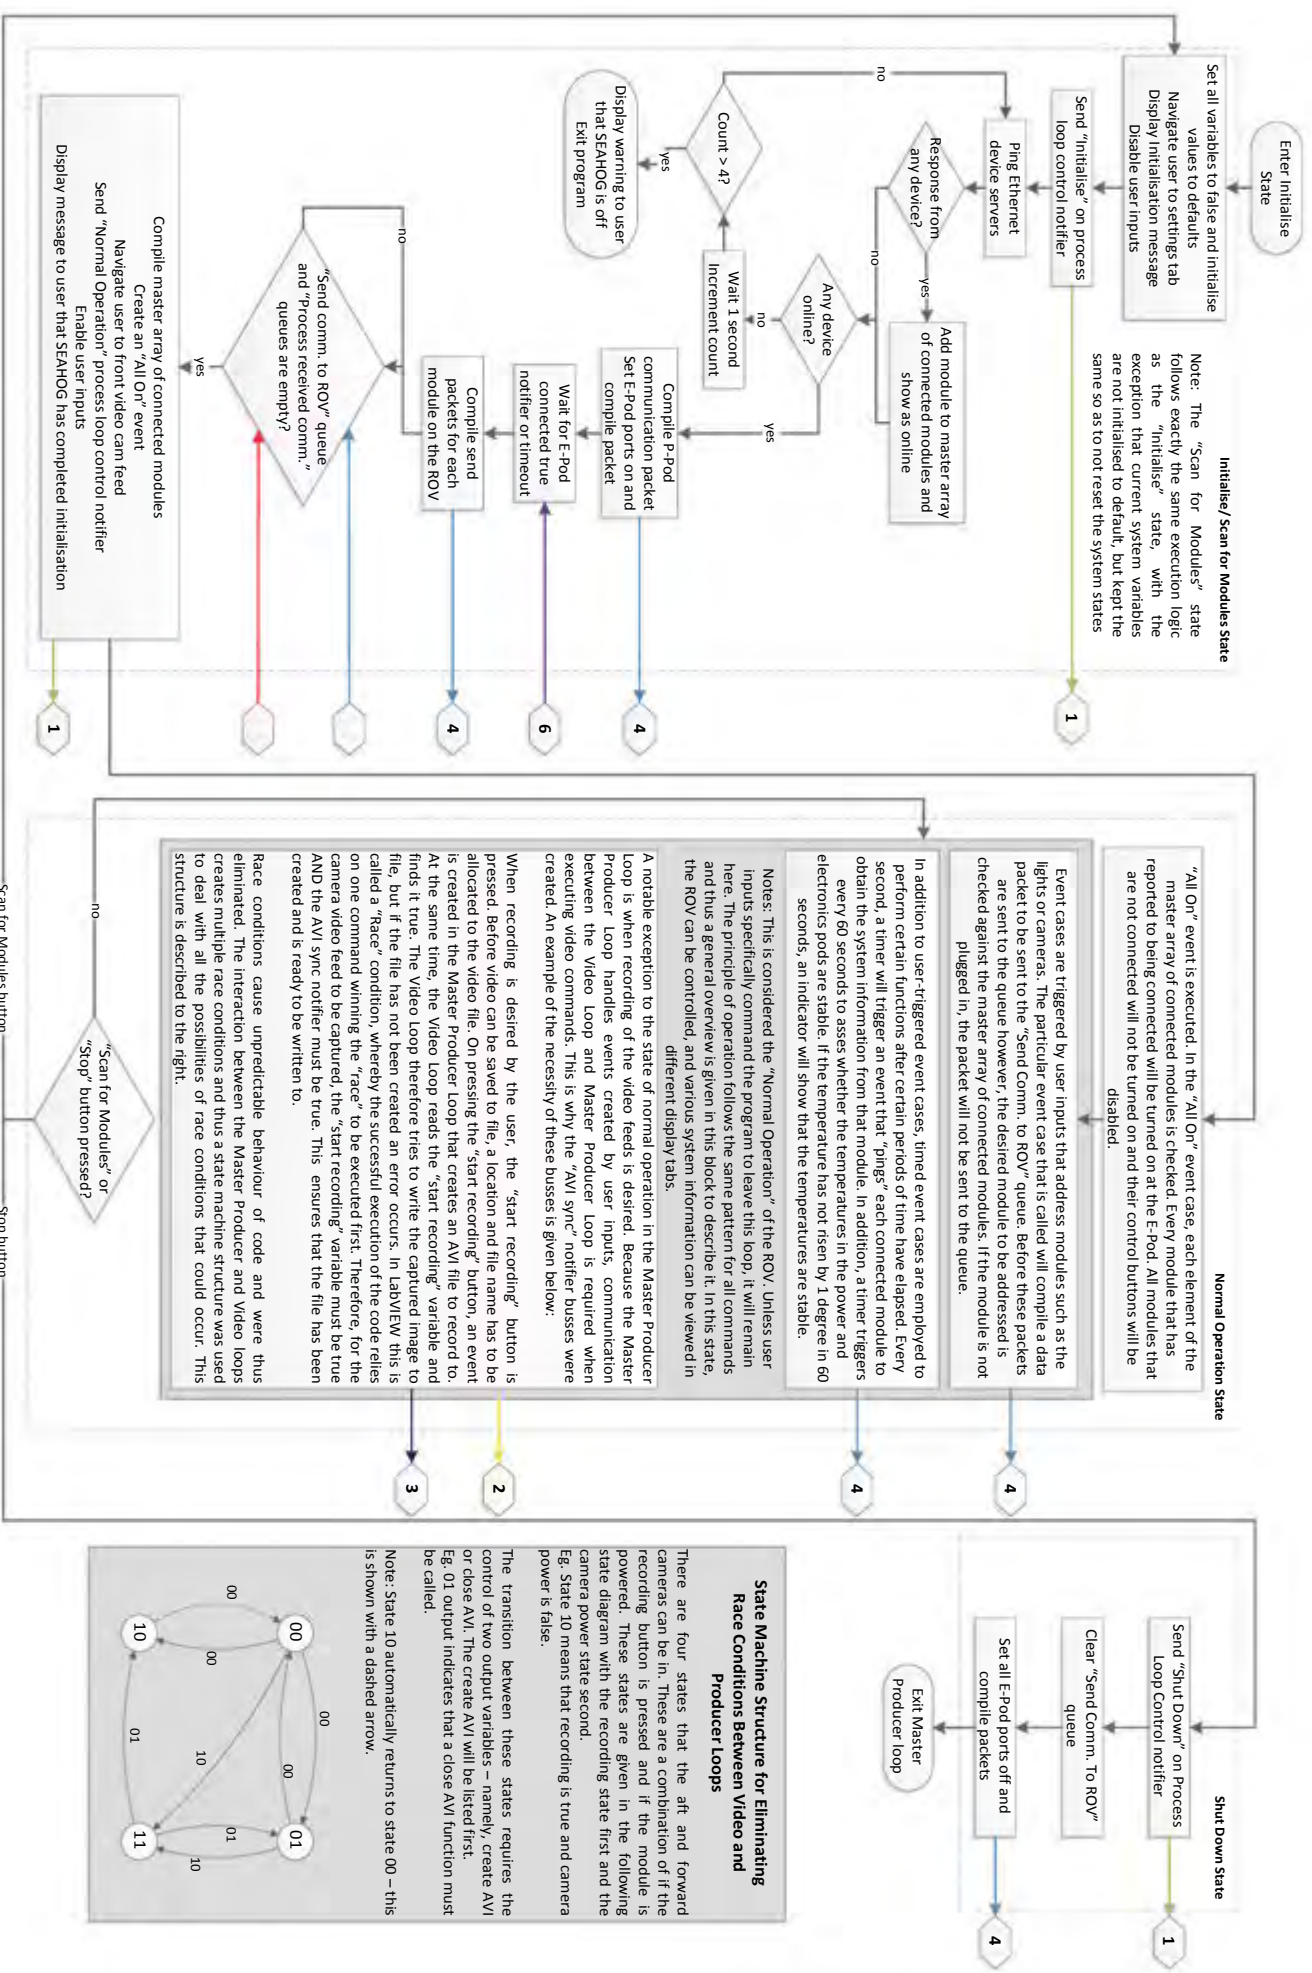 Initialise/ Scan for Modules State
Enter Initialise
State
Set all variables to false and initialise
values to defaults
Navigate user to settings tab
Display Initialisation message
Disable user inputs
Note: The "Scan for Modules" state
follows exactly the same execution logic
as the "Initialise" state, with the
exception that current system variables
are not initialised to default, but kept the
same so as to not reset the system states
Send "Initialise" on process
loop control notifier
1
Ping Ethernet
device servers
Response from
any device?
yes
no
Add module to master array
of connected modules and
show as online
Any device
online?
no
yes
Wait 1 second
Increment count
Count > 4?
no
yes
Display warning to user
that SEAHOG is off
Exit program
Compile P-Pod
communication packet
Set E-Pod ports on and
compile packet
4
Wait for E-Pod
connected true
notifier or timeout
6
Compile send
packets for each
module on the ROV
4
"Send comm. to ROV" queue
and "Process received comm."
queues are empty?
no
yes
Compile master array of connected modules
Create an "All On" event
Navigate user to front video cam feed
Send "Normal Operation" process loop control notifier
Enable user inputs
Display message to user that SEAHOG has completed initialisation
1
Normal Operation State
"All On" event is executed. In the "All On" event case, each element of the
master array of connected modules is checked. Every module that has
reported to being connected will be turned on at the E-Pod. All modules that
are not connected will not be turned on and their control buttons will be
disabled.
Event cases are triggered by user inputs that address modules such as the
lights or cameras. The particular event case that is called will compile a data
packet to be sent to the "Send Comm. to ROV" queue. Before these packets
are sent to the queue however, the desired module to be addressed is
checked against the master array of connected modules. If the module is not
plugged in, the packet will not be sent to the queue.
4
In addition to user-triggered event cases, timed event cases are employed to
perform certain functions after certain periods of time have elapsed. Every
second, a timer will trigger an event that "pings" each connected module to
obtain the system information from that module. In addition, a timer triggers
every 60 seconds to asses whether the temperatures in the power and
electronics pods are stable. If the temperature has not risen by 1 degree in 60
seconds, an indicator will show that the temperatures are stable.
4
Notes: This is considered the "Normal Operation" of the ROV. Unless user
inputs specifically command the program to leave this loop, it will remain
here. The principle of operation follows the same pattern for all commands
and thus a general overview is given in this block to describe it. In this state,
the ROV can be controlled, and various system information can be viewed in
different display tabs.
A notable exception to the state of normal operation in the Master Producer
Loop is when recording of the video feeds is desired. Because the Master
Producer Loop handles events created by user inputs, communication
between the Video Loop and Master Producer Loop is required when
executing video commands. This is why the "AVI sync" notifier busses were
created. An example of the necessity of these busses is given below:
When recording is desired by the user, the "start recording" button is
pressed. Before video can be saved to file, a location and file name has to be
allocated to the video file. On pressing the "start recording" button, an event
is created in the Master Producer Loop that creates an AVI file to record to.
At the same time, the Video Loop reads the "start recording" variable and
finds it true. The Video Loop therefore tries to write the captured image to
file, but if the file has not been created an error occurs. In LabVIEW this is
called a "Race" condition, whereby the successful execution of the code relies
on one command winning the "race" to be executed first. Therefore, for the
camera video feed to be captured, the "start recording" variable must be true
AND the AVI sync notifier must be true. This ensures that the file has been
created and is ready to be written to.
Race conditions cause unpredictable behaviour of code and were thus
eliminated. The interaction between the Master Producer and Video loops
creates multiple race conditions and thus a state machine structure was used
to deal with all the possibilities of race conditions that could occur. This
structure is described to the right.
2
3
"Scan for Modules" or
"Stop" button pressed?
no
Scan for Modules button
Stop button
Shut Down State
Send "Shut Down" on Process
Loop Control notifier
1
Clear "Send Comm. To ROV"
queue
Set all E-Pod ports off and
compile packets
4
Exit Master
Producer loop
State Machine Structure for Eliminating
Race Conditions Between Video and
Producer Loops
There are four states that the aft and forward
cameras can be in. These are a combination of if the
recording button is pressed and if the module is
powered. These states are given in the following
state diagram with the recording state first and the
camera power state second.
Eg. State 10 means that recording is true and camera
power is false.
The transition between these states requires the
control of two output variables – namely, create AVI
or close AVI. The create AVI will be listed first.
Eg. 01 output indicates that a close AVI function must
be called.
Note: State 10 automatically returns to state 00 – this
is shown with a dashed arrow.
00
00
00
01
00
00
10
01
10
10
01
11